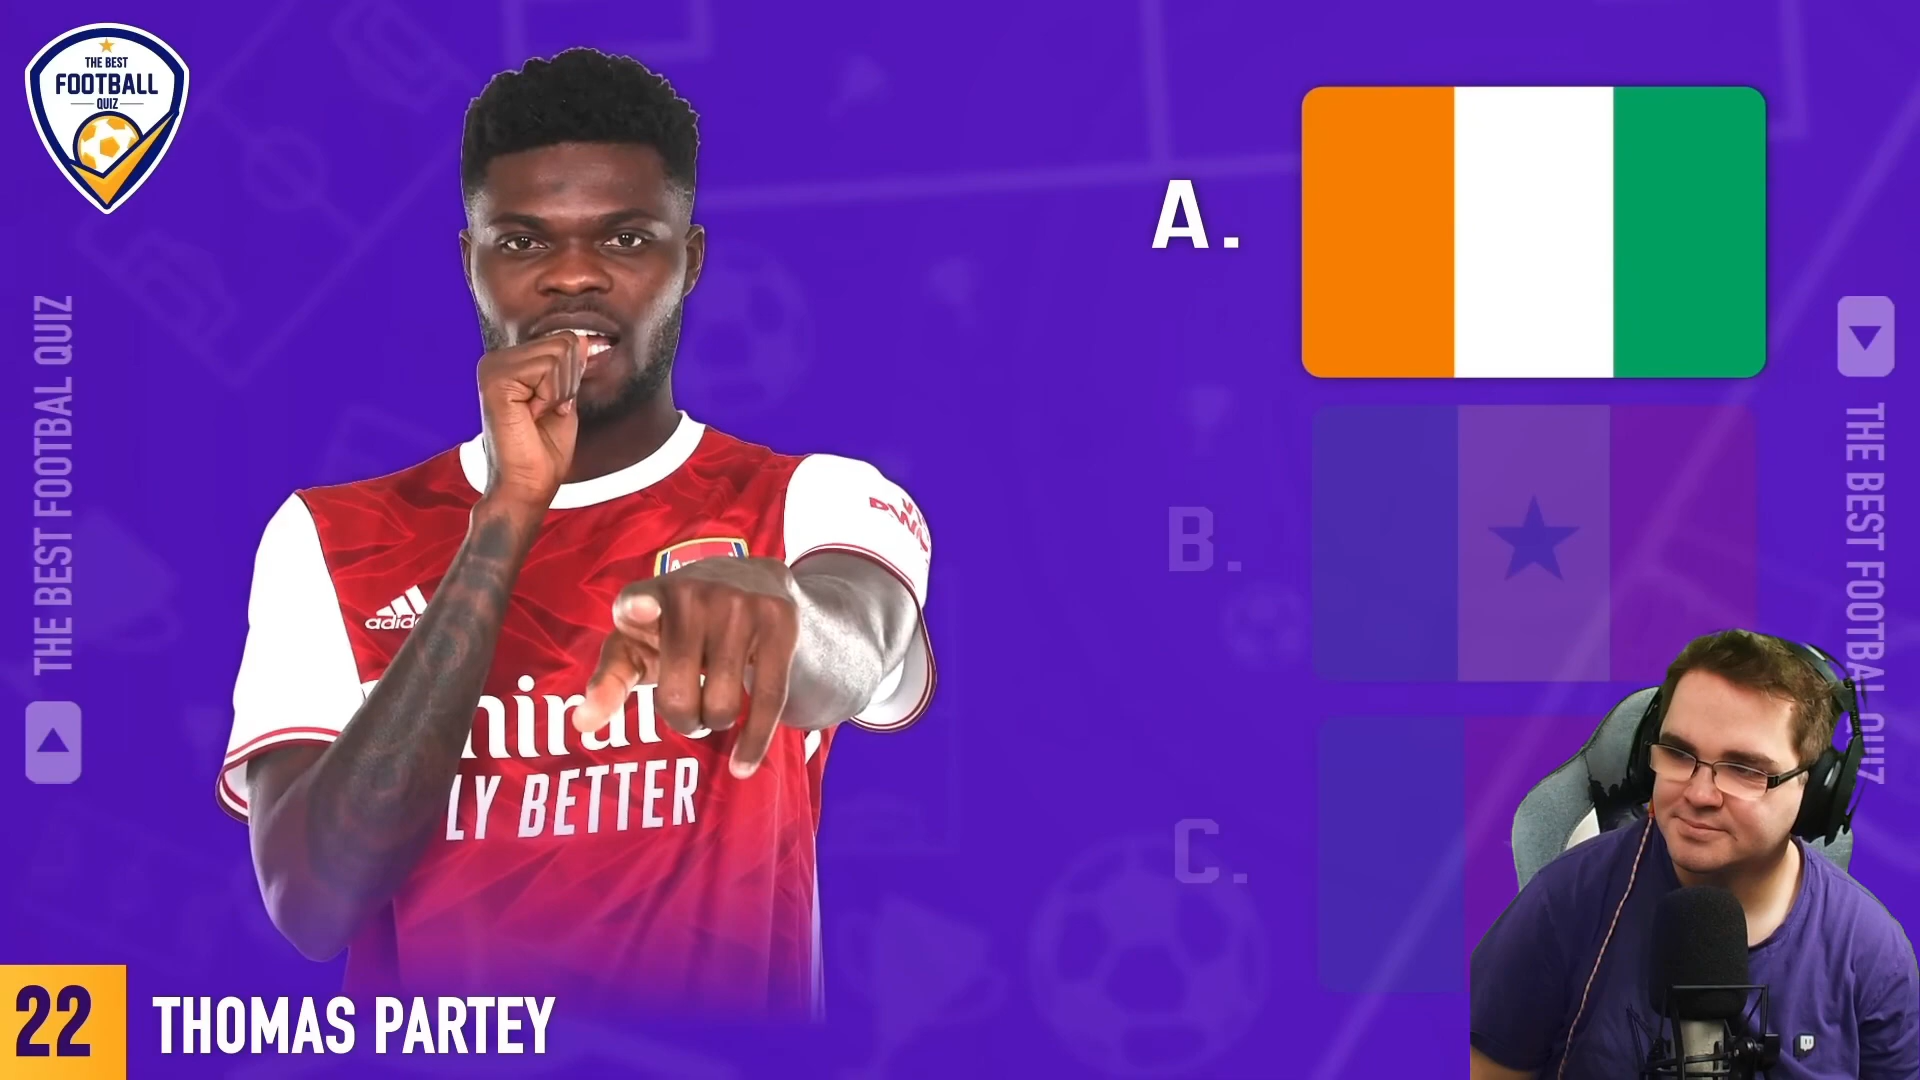 THE BEST
FOOTBALL
QUIZ
THE BEST FOOTBAL QUIZ
A.
B.
C.
THE BEST FOOTBAL QUIZ
adidas
LY BETTER
22
THOMAS PARTEY